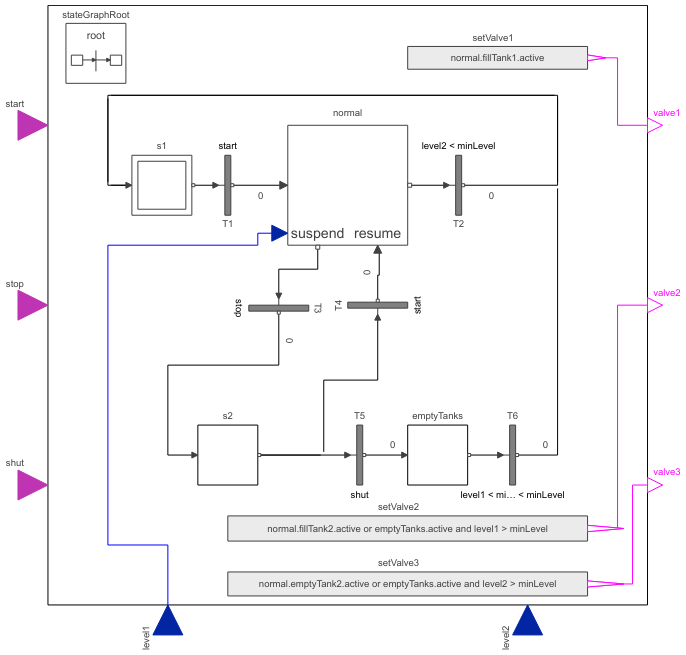 stateGraphRoot
root
setValve1
normal.fillTank1.active
start
valve1
normal
s1
start
level2 < minLevel
0
0
T1
T2
suspend resume
0
stop
valve2
stop
T3
T4
start
0
s2
T5
emptyTanks
T6
0
0
shut
valve3
shut
level1 < mi... < minLevel
setValve2
normal.fillTank2.active or emptyTanks.active and level1 > minLevel
setValve3
normal.emptyTank2.active or emptyTanks.active and level2 > minLevel
level1
level2